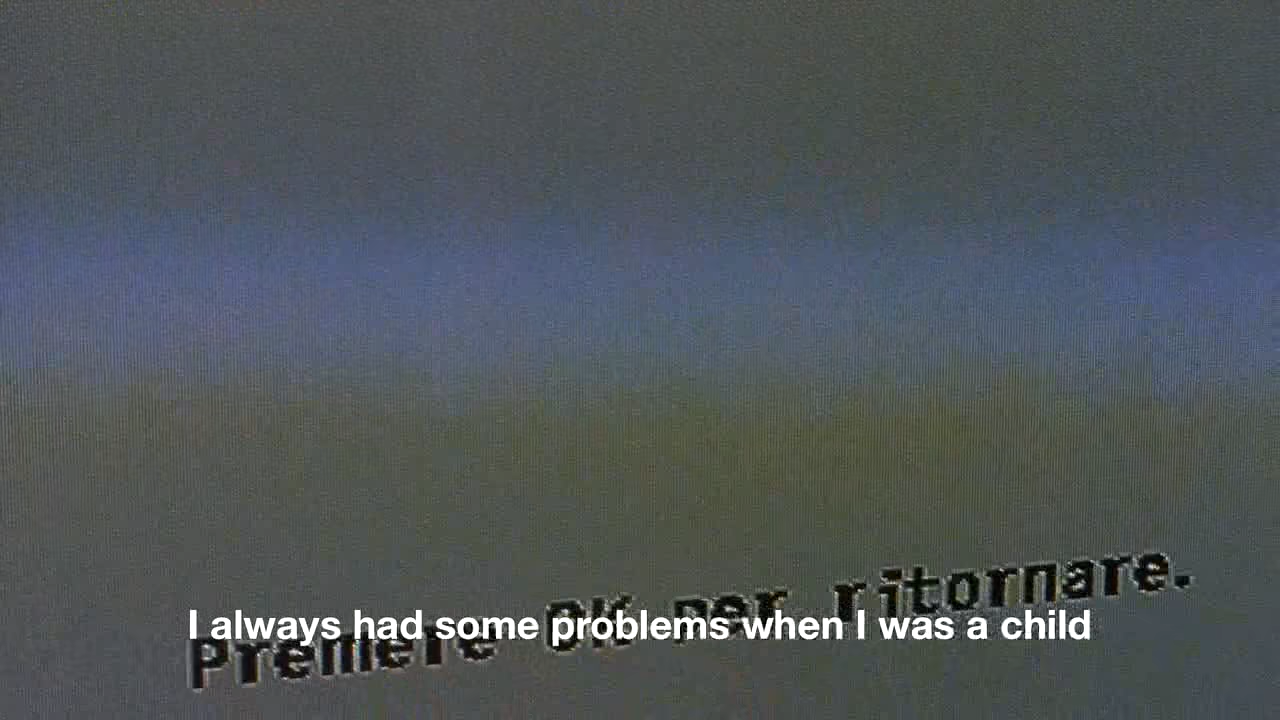 Premere OK per ritornare.
I always had some problems when I was a child